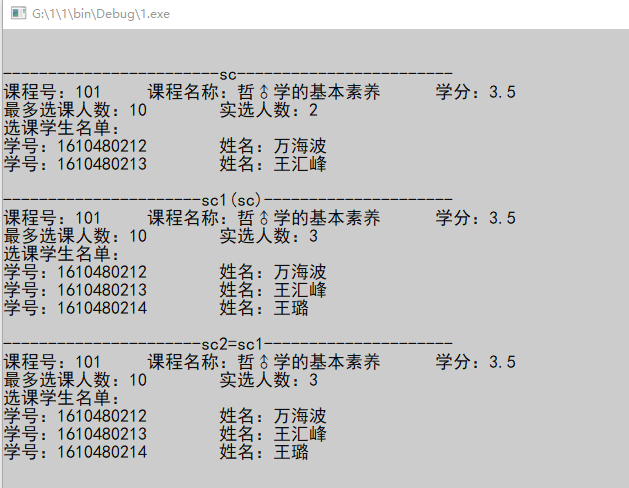 G:\1\1\bin\Debug\1.exe
------------------------sc------------------------
课程号：101 课程名称：哲♂学的基本素养 学分：3.5
最多选课人数：10 实选人数：2
选课学生名单：
学号：1610480212 姓名：万海波
学号：1610480213 姓名：王汇峰
----------------------sc1(sc)---------------------
课程号：101 课程名称：哲♂学的基本素养 学分：3.5
最多选课人数：10 实选人数：3
选课学生名单：
学号：1610480212 姓名：万海波
学号：1610480213 姓名：王汇峰
学号：1610480214 姓名：王璐
----------------------sc2=sc1---------------------
课程号：101 课程名称：哲♂学的基本素养 学分：3.5
最多选课人数：10 实选人数：3
选课学生名单：
学号：1610480212 姓名：万海波
学号：1610480213 姓名：王汇峰
学号：1610480214 姓名：王璐